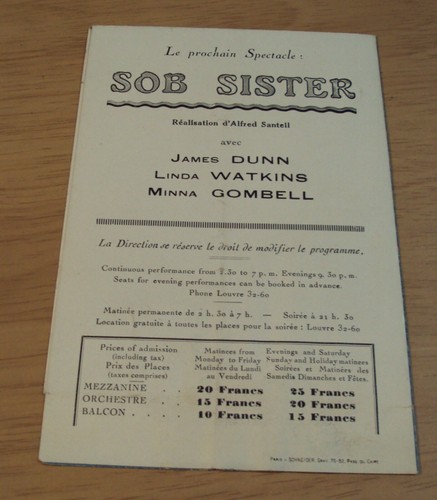 Le prochain Spectacle :
SOB SISTER
Réalisation d'Alfred Santell
avec
JAMES DUNN
LINDA WATKINS
MINNA GOMBELL
La Direction se réserve le droit de modifier le programme.
Continuous performance from 2.30 to 7 p. m. Evenings 9. 30 p. m.
Seats for evening performances can be booked in advance.
Phone Louvre 32-60
Matinée permanente de 2 h. 30 à 7 h. — Soirée à 21 h. 30
Location gratuite à toutes les places pour la soirée : Louvre 32-60
Prices of admission
(including tax)
Prix des Places
(taxes comprises)
Matinees from
Monday to Friday
Matinées du Lundi
au Vendredi
Evenings and Saturday
Sunday and Holiday matinees
Soirées et Matinées des
Samedis Dimanches et Fêtes.
MEZZANINE . . . 20 Francs 25 Francs
ORCHESTRE . . . 15 Francs 20 Francs
BALCON . . . . 10 Francs 15 Francs
PARIS - SCHNEIDER,